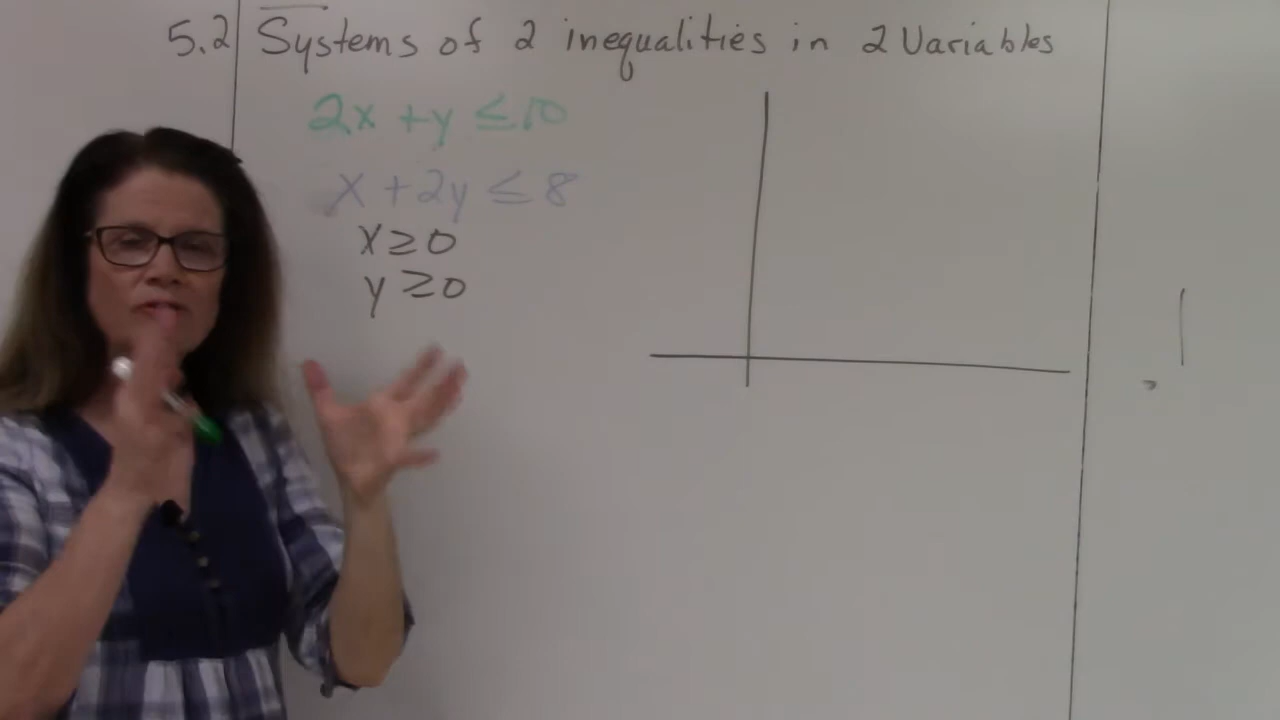 5.2 Systems of 2 inequalities in 2 Variables
2x + y ≤ 10
x + 2y ≤ 8
x ≥ 0
y ≥ 0